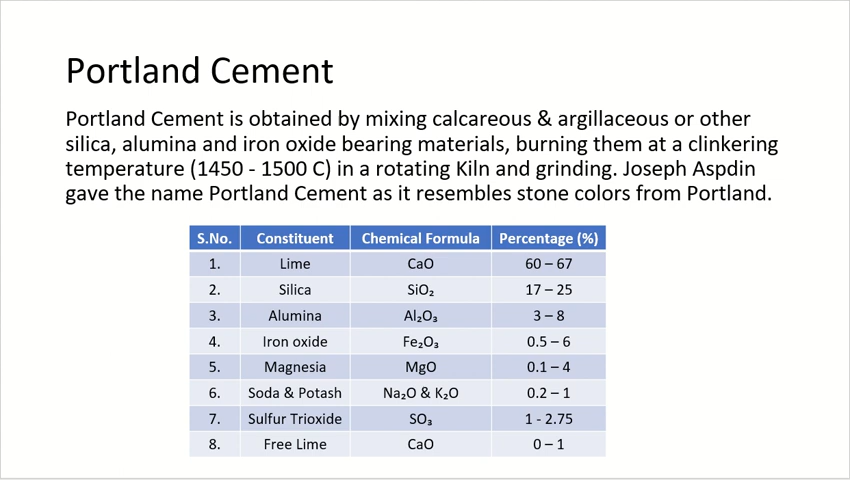 Portland Cement
Portland Cement is obtained by mixing calcareous & argillaceous or other
silica, alumina and iron oxide bearing materials, burning them at a clinkering
temperature (1450 - 1500 C) in a rotating Kiln and grinding. Joseph Aspdin
gave the name Portland Cement as it resembles stone colors from Portland.
S.No. Constituent Chemical Formula Percentage (%)
1. Lime CaO 60 – 67
2. Silica SiO₂ 17 – 25
3. Alumina Al₂O₃ 3 – 8
4. Iron oxide Fe₂O₃ 0.5 – 6
5. Magnesia MgO 0.1 – 4
6. Soda & Potash Na₂O & K₂O 0.2 – 1
7. Sulfur Trioxide SO₃ 1 - 2.75
8. Free Lime CaO 0 – 1